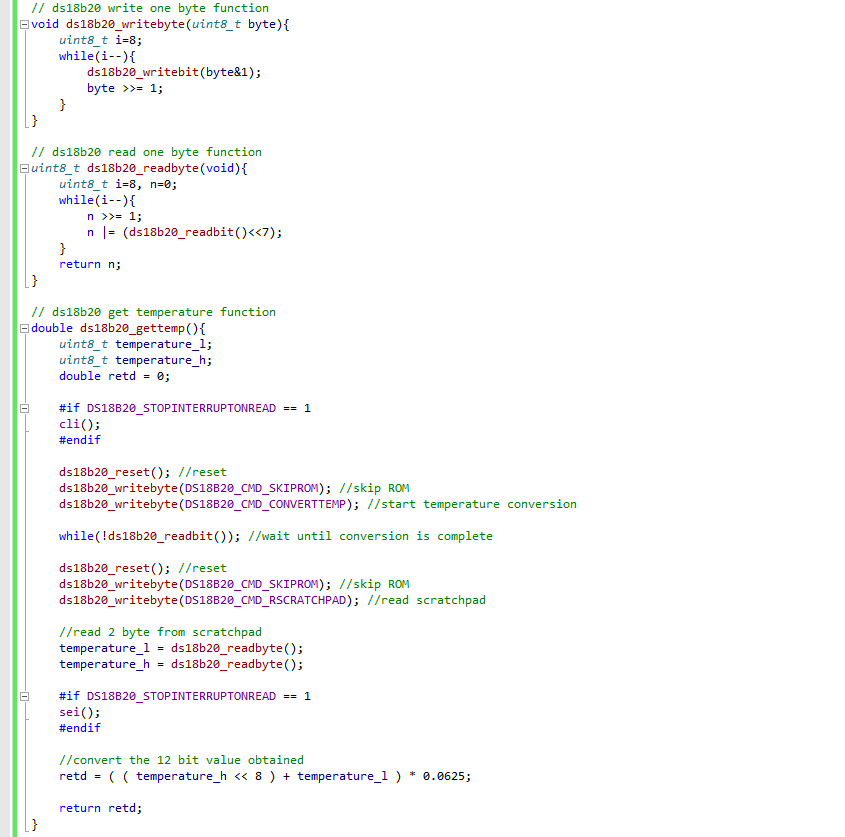 // ds18b20 write one byte function
void ds18b20_writebyte(uint8_t byte){
    uint8_t i=8;
    while(i--){
        ds18b20_writebit(byte&1);
        byte >>= 1;
    }
}

// ds18b20 read one byte function
uint8_t ds18b20_readbyte(void){
    uint8_t i=8, n=0;
    while(i--){
        n >>= 1;
        n |= (ds18b20_readbit()<<7);
    }
    return n;
}

// ds18b20 get temperature function
double ds18b20_gettemp(){
    uint8_t temperature_l;
    uint8_t temperature_h;
    double retd = 0;

    #if DS18B20_STOPINTERRUPTONREAD == 1
    cli();
    #endif

    ds18b20_reset(); //reset
    ds18b20_writebyte(DS18B20_CMD_SKIPROM); //skip ROM
    ds18b20_writebyte(DS18B20_CMD_CONVERTTEMP); //start temperature conversion

    while(!ds18b20_readbit()); //wait until conversion is complete

    ds18b20_reset(); //reset
    ds18b20_writebyte(DS18B20_CMD_SKIPROM); //skip ROM
    ds18b20_writebyte(DS18B20_CMD_RSCRATCHPAD); //read scratchpad

    //read 2 byte from scratchpad
    temperature_l = ds18b20_readbyte();
    temperature_h = ds18b20_readbyte();

    #if DS18B20_STOPINTERRUPTONREAD == 1
    sei();
    #endif

    //convert the 12 bit value obtained
    retd = ( ( temperature_h << 8 ) + temperature_l ) * 0.0625;

    return retd;
}